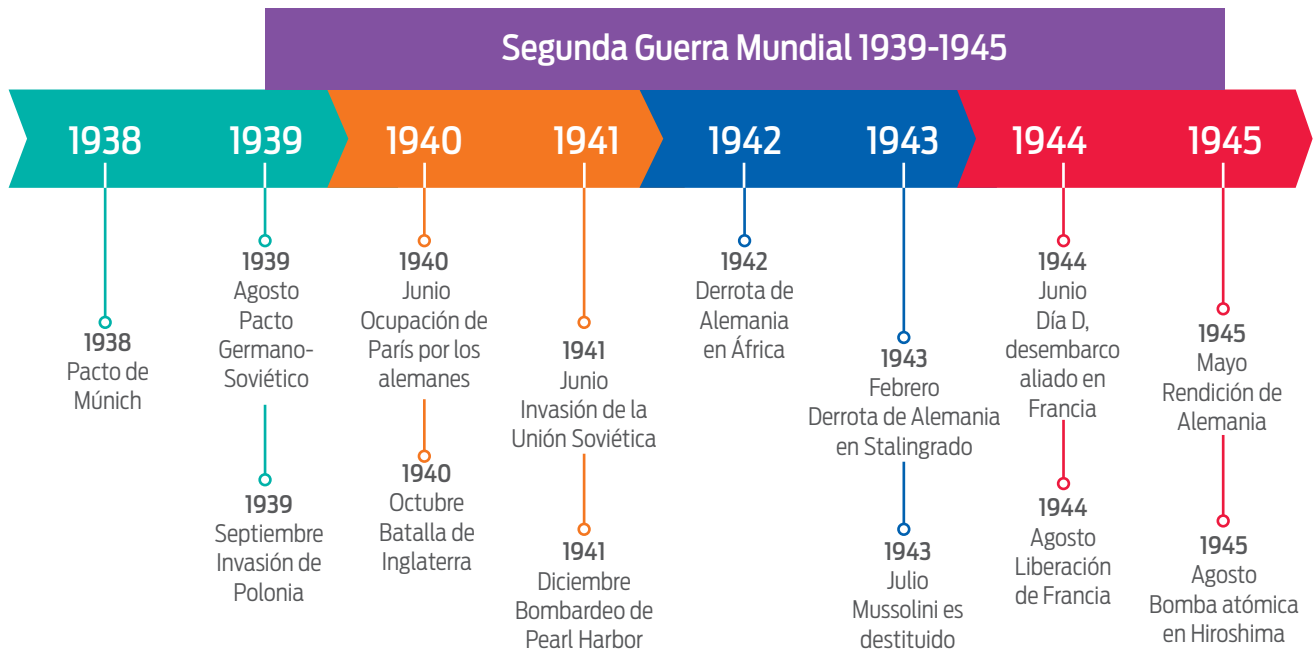 Segunda Guerra Mundial 1939-1945
1938
1939
1940
1941
1942
1943
1944
1945
1938
Pacto de
Múnich
1939
Agosto
Pacto
Germano-
Soviético
1939
Septiembre
Invasión de
Polonia
1940
Junio
Ocupación de
París por los
alemanes
1940
Octubre
Batalla de
Inglaterra
1941
Junio
Invasión de la
Unión Soviética
1941
Diciembre
Bombardeo de
Pearl Harbor
1942
Derrota de
Alemania
en África
1943
Febrero
Derrota de Alemania
en Stalingrado
1943
Julio
Mussolini es
destituido
1944
Junio
Día D,
desembarco
aliado en
Francia
1944
Agosto
Liberación
de Francia
1945
Mayo
Rendición de
Alemania
1945
Agosto
Bomba atómica
en Hiroshima